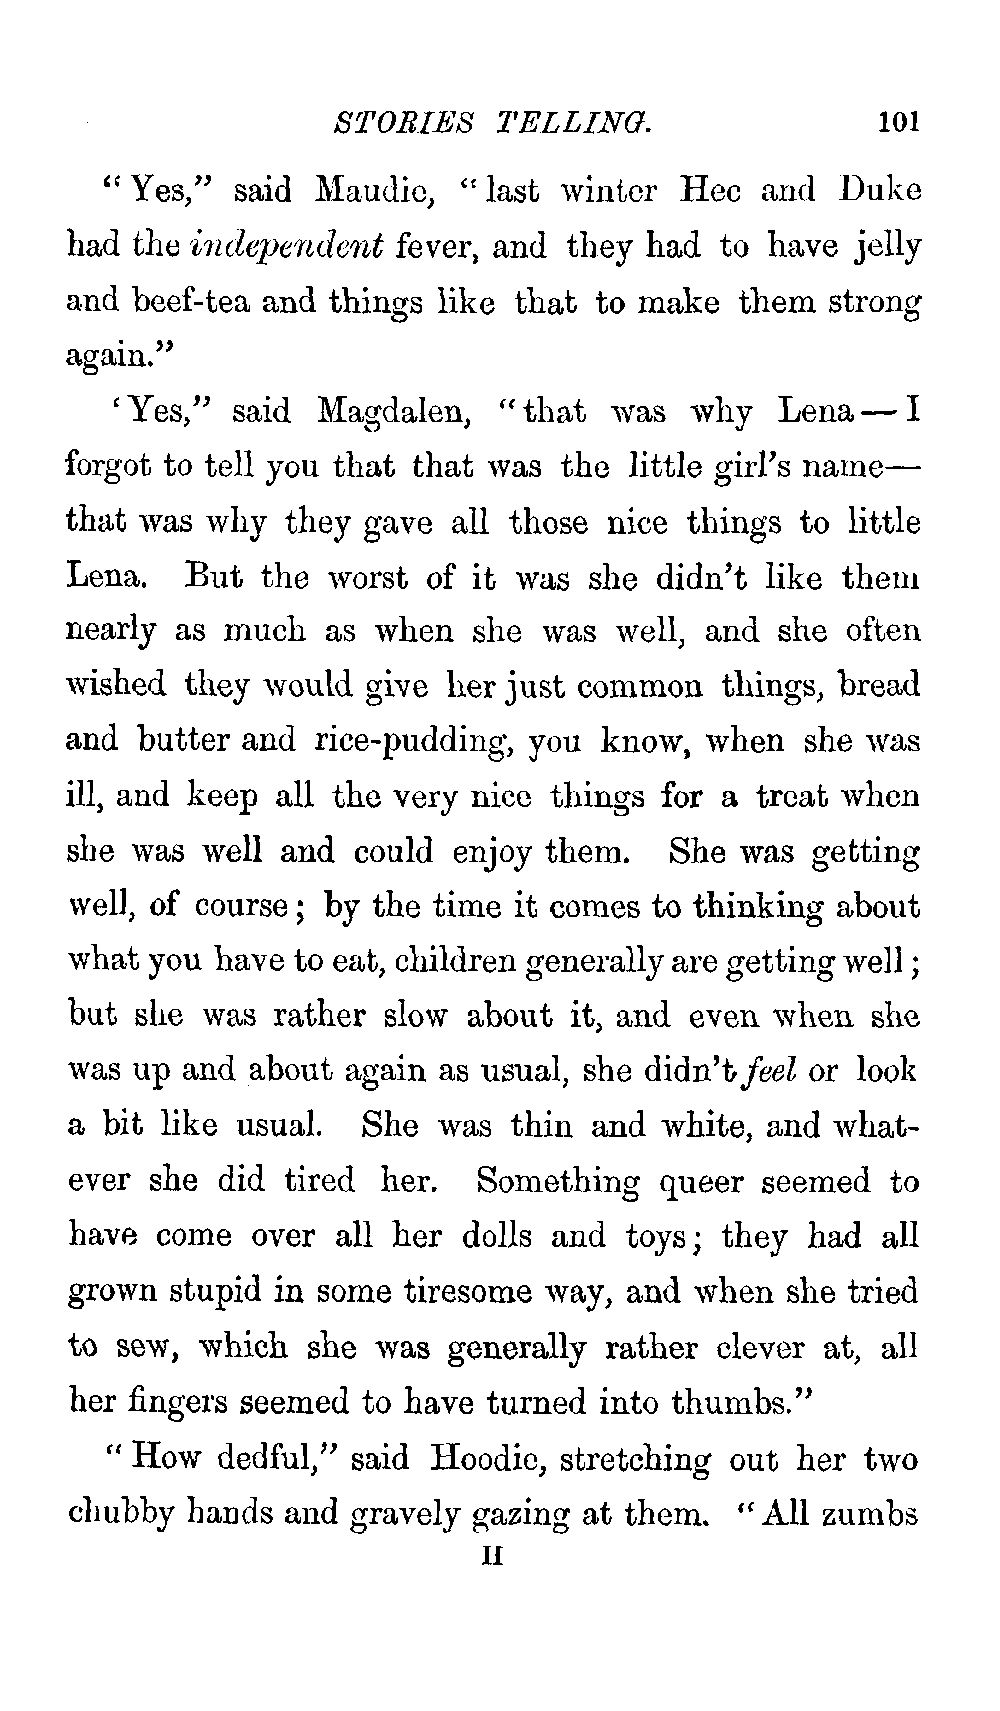 STORIES TELLING. 101
"Yes," said Maudie, "last winter Hec and Duke
had the independent fever, and they had to have jelly
and beef-tea and things like that to make them strong
again."
'Yes," said Magdalen, "that was why Lena—I
forgot to tell you that that was the little girl's name—
that was why they gave all those nice things to little
Lena. But the worst of it was she didn't like them
nearly as much as when she was well, and she often
wished they would give her just common things, bread
and butter and rice-pudding, you know, when she was
ill, and keep all the very nice things for a treat when
she was well and could enjoy them. She was getting
well, of course; by the time it comes to thinking about
what you have to eat, children generally are getting well;
but she was rather slow about it, and even when she
was up and about again as usual, she didn't feel or look
a bit like usual. She was thin and white, and what-
ever she did tired her. Something queer seemed to
have come over all her dolls and toys; they had all
grown stupid in some tiresome way, and when she tried
to sew, which she was generally rather clever at, all
her fingers seemed to have turned into thumbs."
"How dedful," said Hoodie, stretching out her two
chubby hands and gravely gazing at them. "All zumbs
II